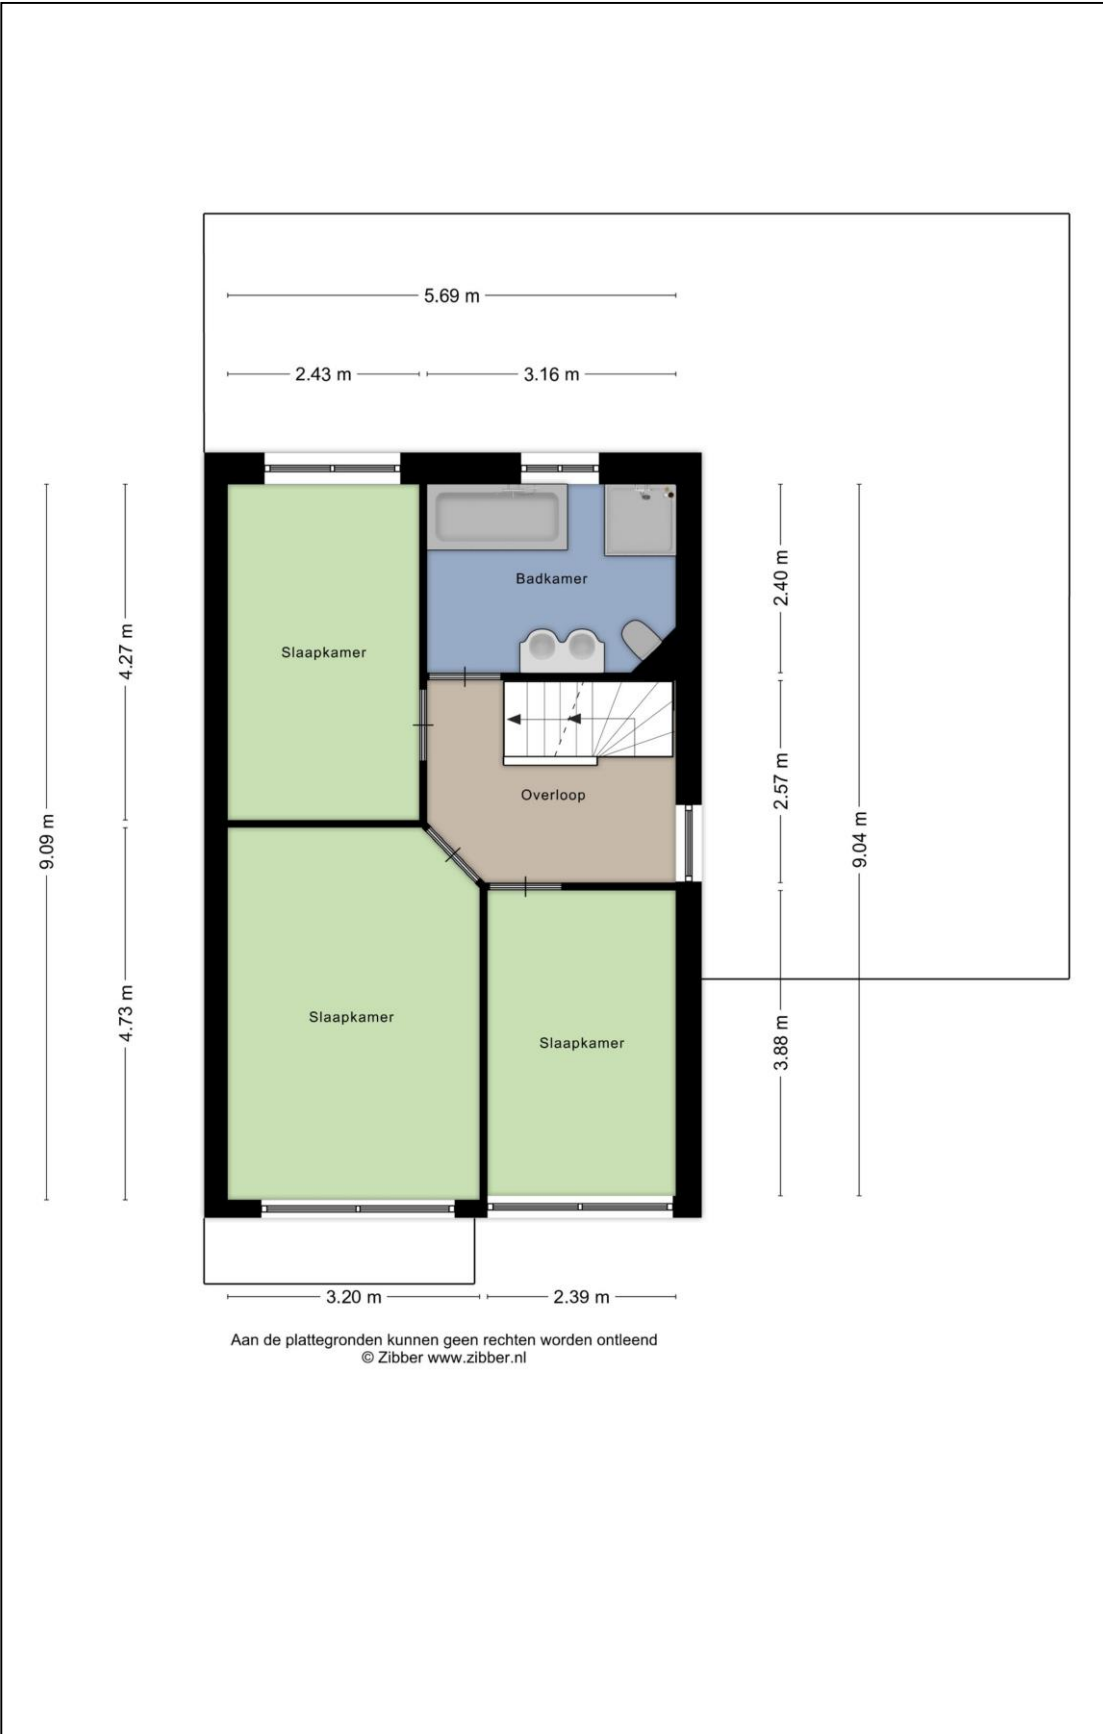 5.69 m
2.43 m
3.16 m
Badkamer
2.40 m
4.27 m
Slaapkamer
2.57 m
Overloop
9.09 m
9.04 m
4.73 m
Slaapkamer
3.88 m
Slaapkamer
3.20 m
2.39 m
Aan de plattegronden kunnen geen rechten worden ontleend
© Zibber www.zibber.nl